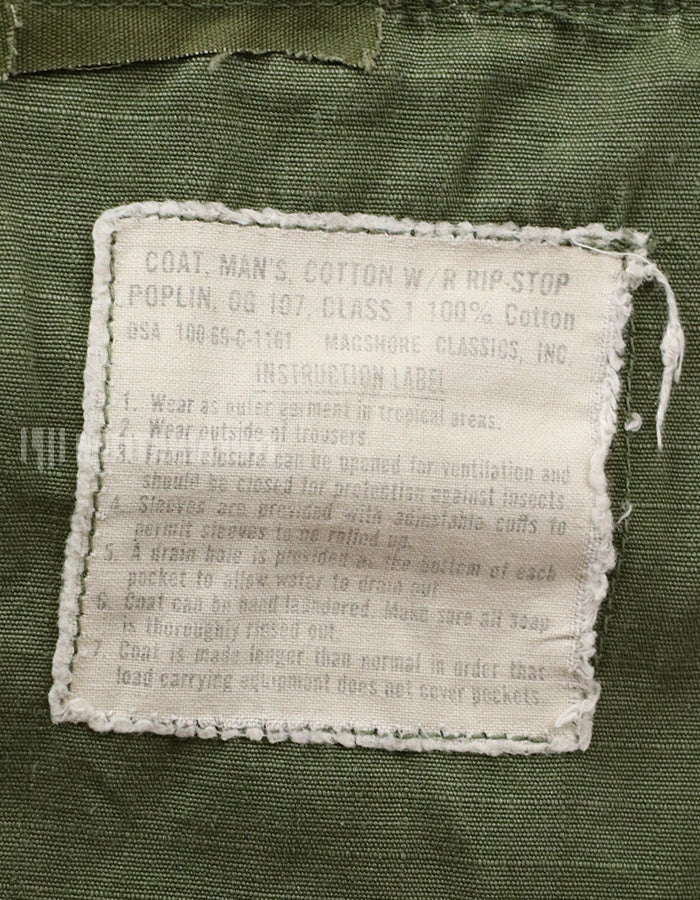 COAT, MAN'S, COTTON W/R RIP-STOP
POPLIN, OG 107, CLASS 1 100% Cotton
DSA 100-69-C-1161 MAGSHORE CLASSICS, INC.
INSTRUCTION LABEL
1. Wear as outer garment in tropical areas.
2. Wear outside of trousers
3. Front closure can be opened for ventilation and
should be closed for protection against insects
4. Sleeves are provided with adjustable cuffs to
permit sleeves to be rolled up.
5. A drain hole is provided at the bottom of each
pocket to allow water to drain out
6. Coat can be hand laundered. Make sure all soap
is thoroughly rinsed out.
7. Coat is made longer than normal in order that
load carrying equipment does not cover pockets.